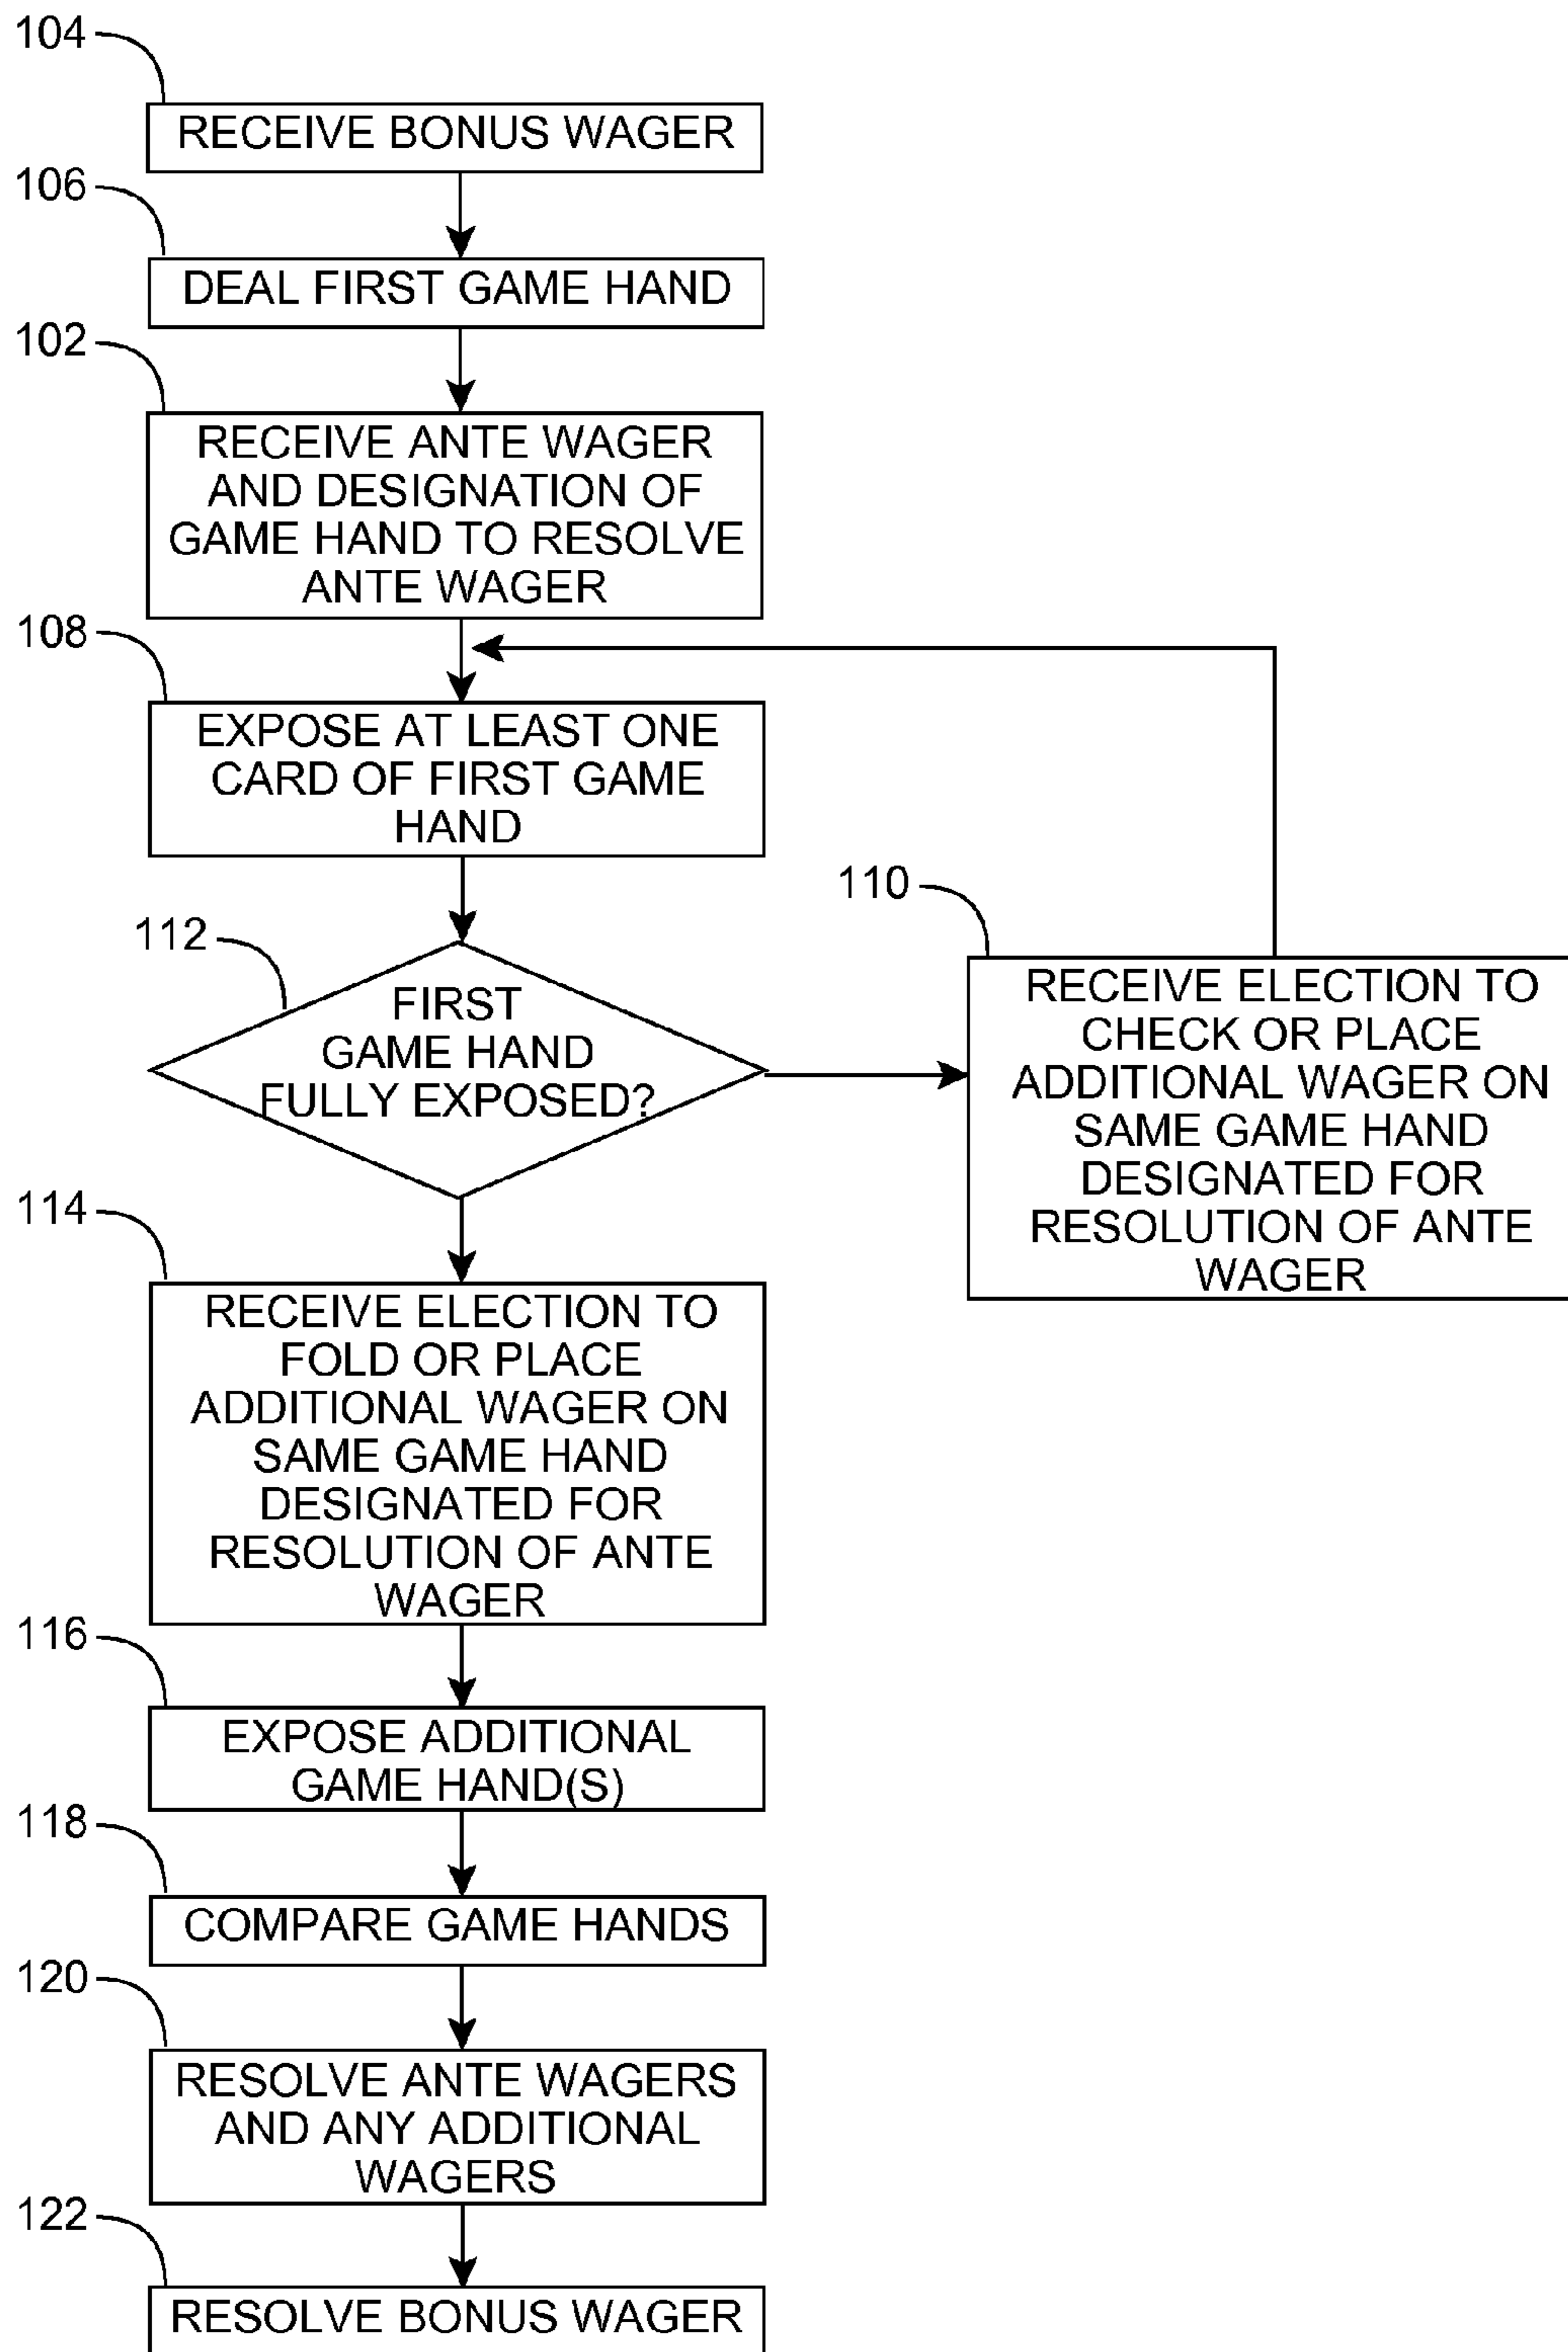 104
RECEIVE BONUS WAGER
106
DEAL FIRST GAME HAND
102
RECEIVE ANTE WAGER
AND DESIGNATION OF
GAME HAND TO RESOLVE
ANTE WAGER
108
EXPOSE AT LEAST ONE
CARD OF FIRST GAME
HAND
112
FIRST
GAME HAND
FULLY EXPOSED?
110
RECEIVE ELECTION TO
CHECK OR PLACE
ADDITIONAL WAGER ON
SAME GAME HAND
DESIGNATED FOR
RESOLUTION OF ANTE
WAGER
114
RECEIVE ELECTION TO
FOLD OR PLACE
ADDITIONAL WAGER ON
SAME GAME HAND
DESIGNATED FOR
RESOLUTION OF ANTE
WAGER
116
EXPOSE ADDITIONAL
GAME HAND(S)
118
COMPARE GAME HANDS
120
RESOLVE ANTE WAGERS
AND ANY ADDITIONAL
WAGERS
122
RESOLVE BONUS WAGER